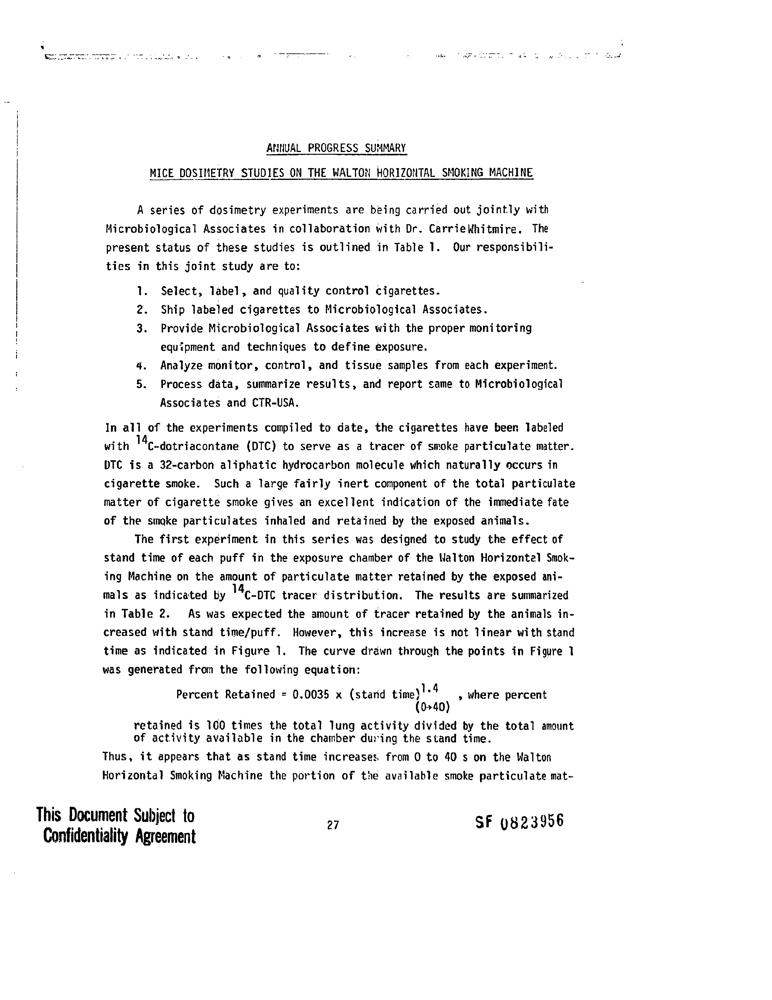 ANNUAL PROGRESS SUMMARY
MICE DOSIMETRY STUDIES ON THE WALTON HORIZONTAL SMOKING MACHINE
A series of dosimetry experiments are being carried out jointly with
Microbiological Associates in collaboration with Dr. Carrie Whitmire. The
present status of these studies is outlined in Table 1. Our responsibili-
ties in this joint study are to:
1. Select, label, and quality control cigarettes.
2. Ship labeled cigarettes to Microbiological Associates.
3. Provide Microbiological Associates with the proper monitoring
equipment and techniques to define exposure.
4. Analyze monitor, control, and tissue samples from each experiment.
5. Process data, summarize results, and report same to Microbiological
Associates and CTR-USA.
In all of the experiments compiled to date, the cigarettes have been labeled
with 14C-dotriacontane (DTC) to serve as a tracer of smoke particulate matter.
DTC is a 32-carbon aliphatic hydrocarbon molecule which naturally occurs in
cigarette smoke. Such a large fairly inert component of the total particulate
matter of cigarette smoke gives an excellent indication of the immediate fate
of the smoke particulates inhaled and retained by the exposed animals.
The first experiment in this series was designed to study the effect of
stand time of each puff in the exposure chamber of the Walton Horizontal Smok-
ing Machine on the amount of particulate matter retained by the exposed ani-
mals as indicated by 14C-DTC tracer distribution. The results are summarized
in Table 2. As was expected the amount of tracer retained by the animals in-
creased with stand time/puff. However, this increase is not linear with stand
time as indicated in Figure 1. The curve drawn through the points in Figure 1
was generated from the following equation:
Percent Retained = 0.0035 x (stand time)1.4 , where percent
(0→40)
retained is 100 times the total lung activity divided by the total amount
of activity available in the chamber during the stand time.
Thus, it appears that as stand time increases from 0 to 40 s on the Walton
Horizontal Smoking Machine the portion of the available smoke particulate mat-
This Document Subject to
Confidentiality Agreement
27
SF 0823956